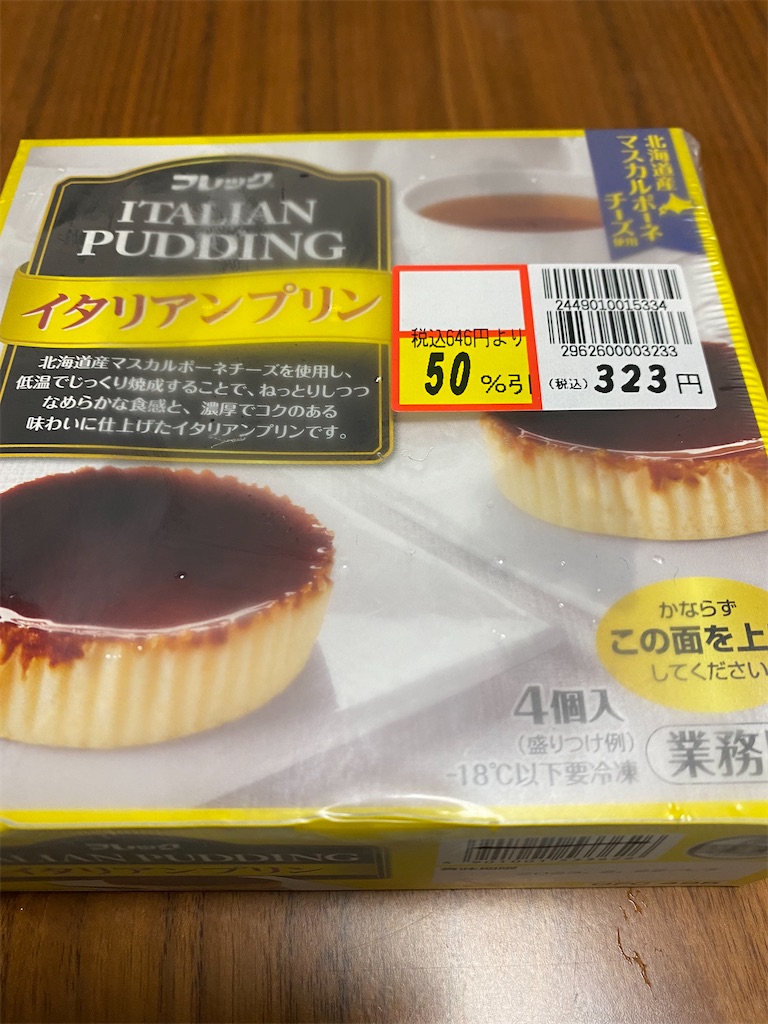 フレック
ITALIAN
PUDDING
イタリアンプリン
北海道産マスカルポーネチーズを使用し、
低温でじっくり焼成することで、ねっとりしつつ
なめらかな食感と、濃厚でコクのある
味わいに仕上げたイタリアンプリンです。
北海道産
マスカルポーネ
チーズ使用
税込646円より
50%引
2449010015334
2962600003233
(税込) 323円
かならず
この面を上
してください
4個入
(盛りつけ例)
-18℃以下要冷凍
業務
フレック
ITALIAN PUDDING
イタリアンプリン